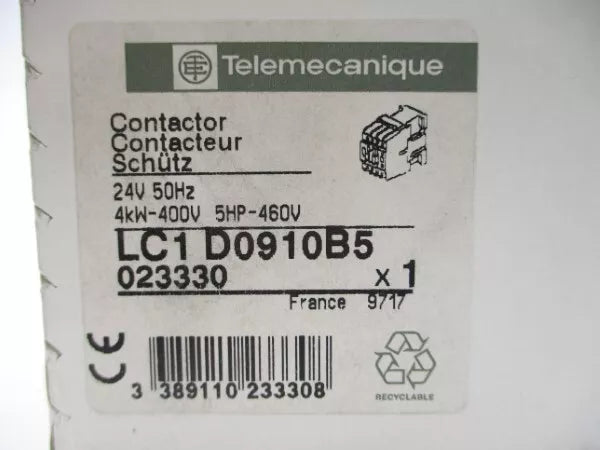 Telemecanique
Contactor
Contacteur
Schütz
24V 50Hz
4kW-400V 5HP-460V
LC1 D0910B5
023330 x 1
France 9717
CE
3 389110 233308
RECYCLABLE